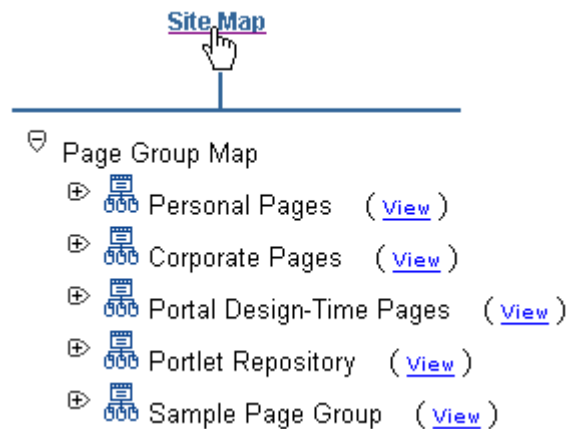 Site Map
Page Group Map
Personal Pages (View)
Corporate Pages (View)
Portal Design-Time Pages (View)
Portlet Repository (View)
Sample Page Group (View)